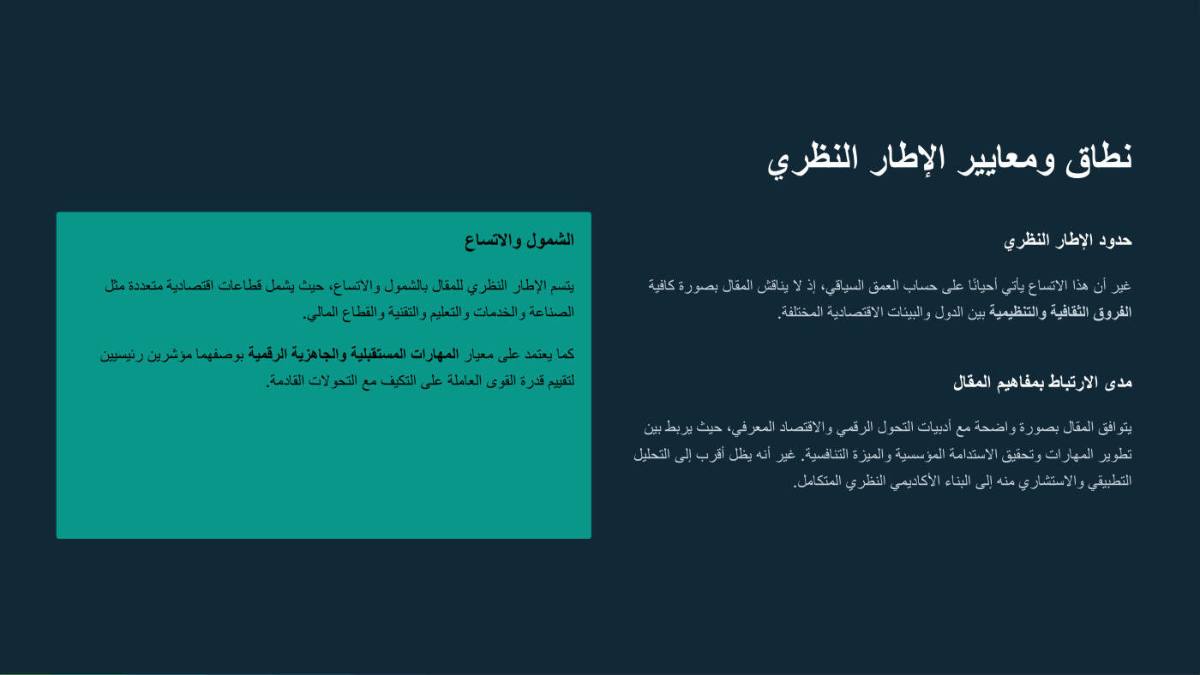 نطاق ومعايير الإطار النظري
حدود الإطار النظري
غير أن هذا الاتساع يأتي أحيانًا على حساب العمق السياقي، إذ لا يناقش المقال بصورة كافية
الفروق الثقافية والتنظيمية بين الدول والبيئات الاقتصادية المختلفة.
مدى الارتباط بمفاهيم المقال
يتوافق المقال بصورة واضحة مع أدبيات التحول الرقمي والاقتصاد المعرفي، حيث يربط بين
تطوير المهارات وتحقيق الاستدامة المؤسسية والميزة التنافسية. غير أنه يظل أقرب إلى التحليل
التطبيقي والاستشاري منه إلى البناء الأكاديمي النظري المتكامل.
الشمول والاتساع
يتسم الإطار النظري للمقال بالشمول والاتساع، حيث يشمل قطاعات اقتصادية متعددة مثل
الصناعة والخدمات والتعليم والتقنية والقطاع المالي.
كما يعتمد على معيار المهارات المستقبلية والجاهزية الرقمية بوصفهما مؤشرين رئيسيين
لتقييم قدرة القوى العاملة على التكيف مع التحولات القادمة.